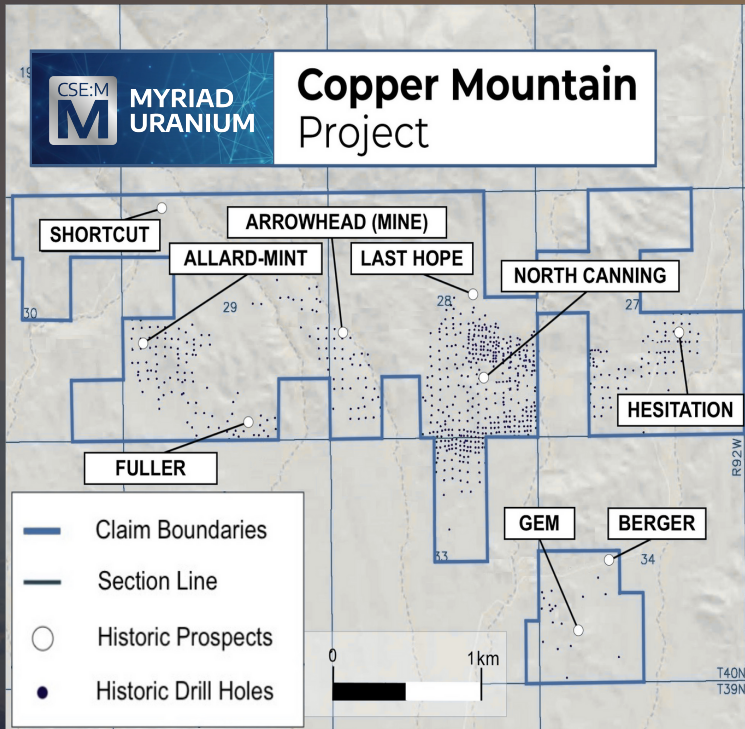 19
CSE:M
M
MYRIAD
URANIUM
Copper Mountain
Project
SHORTCUT
ARROWHEAD (MINE)
ALLARD-MINT
LAST HOPE
NORTH CANNING
30
29
28
27
HESITATION
FULLER
R92W
GEM
BERGER
33
34
Claim Boundaries
Section Line
Historic Prospects
Historic Drill Holes
0
1km
T40N
T39N